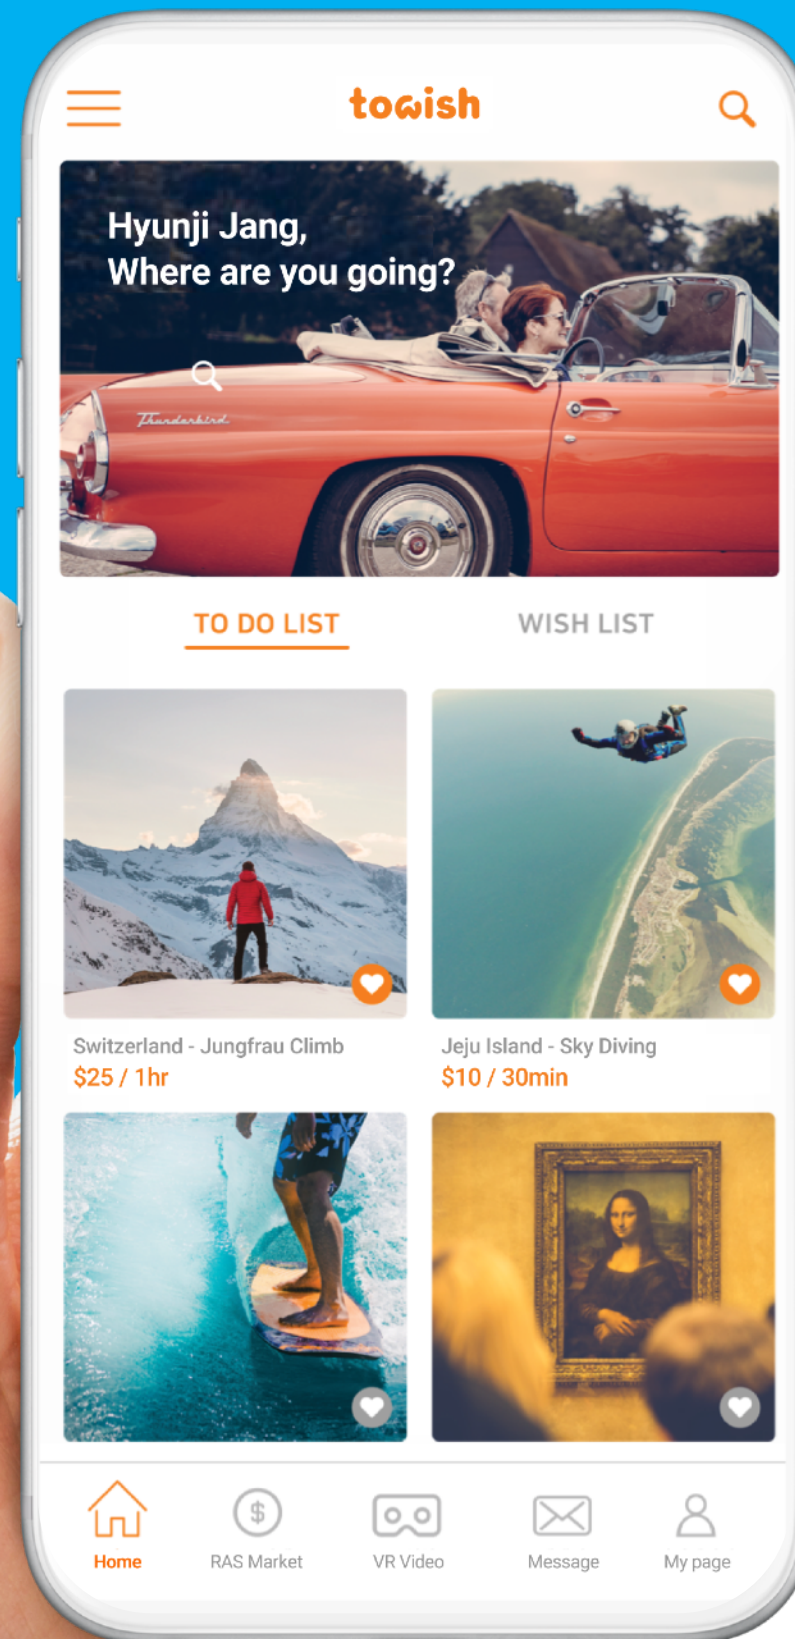 towish
Hyunji Jang,
Where are you going?
Thunderbird
TO DO LIST
WISH LIST
Switzerland - Jungfrau Climb
$25 / 1hr
Jeju Island - Sky Diving
$10 / 30min
Home
RAS Market
VR Video
Message
My page